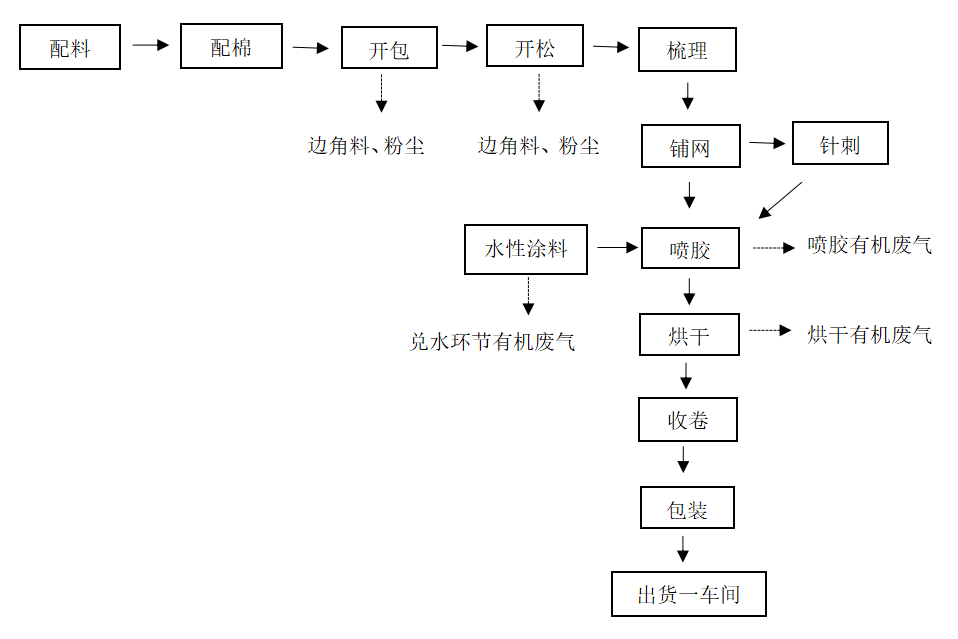 配料
配棉
开包
开松
梳理
边角料、粉尘
边角料、粉尘
铺网
针刺
水性涂料
喷胶
喷胶有机废气
兑水环节有机废气
烘干
烘干有机废气
收卷
包装
出货一车间